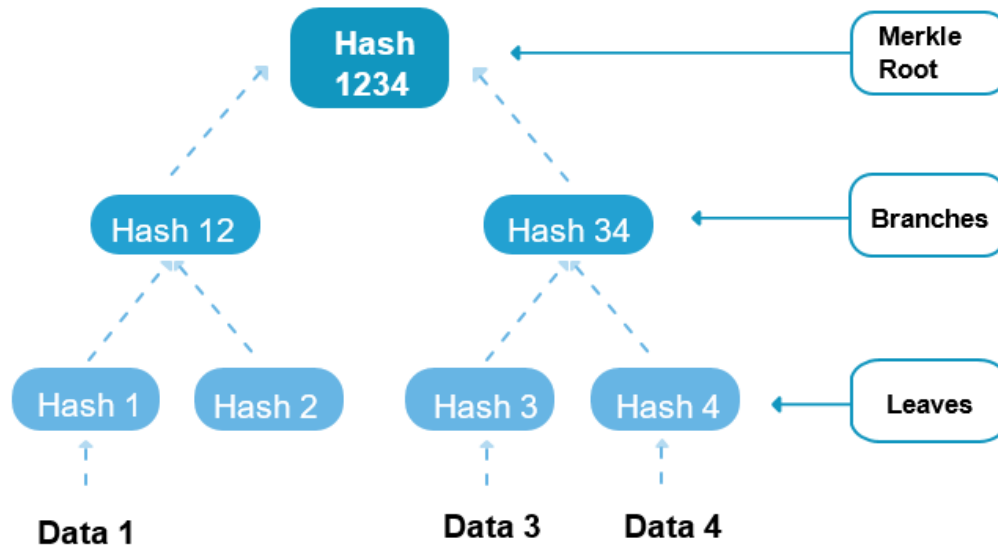 Hash
1234
Merkle
Root
Hash 12
Hash 34
Branches
Hash 1
Hash 2
Hash 3
Hash 4
Leaves
Data 1
Data 3
Data 4